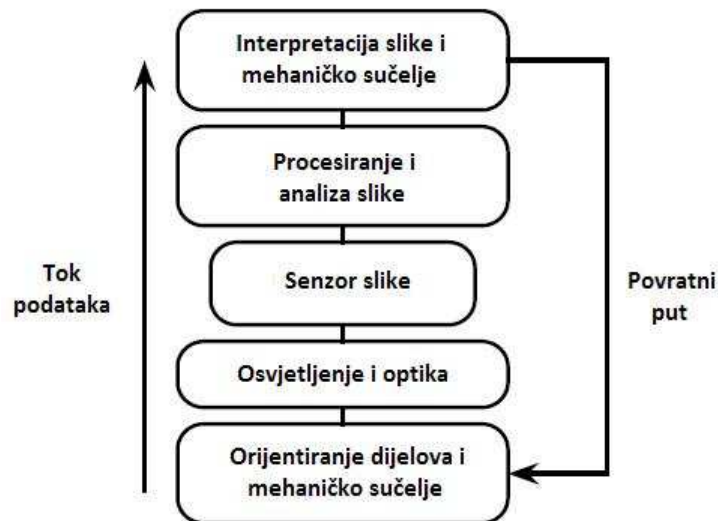 Interpretacija slike i
mehaničko sučelje
Procesiranje i
analiza slike
Senzor slike
Tok
podataka
Povratni
put
Osvjetljenje i optika
Orijentiranje dijelova i
mehaničko sučelje